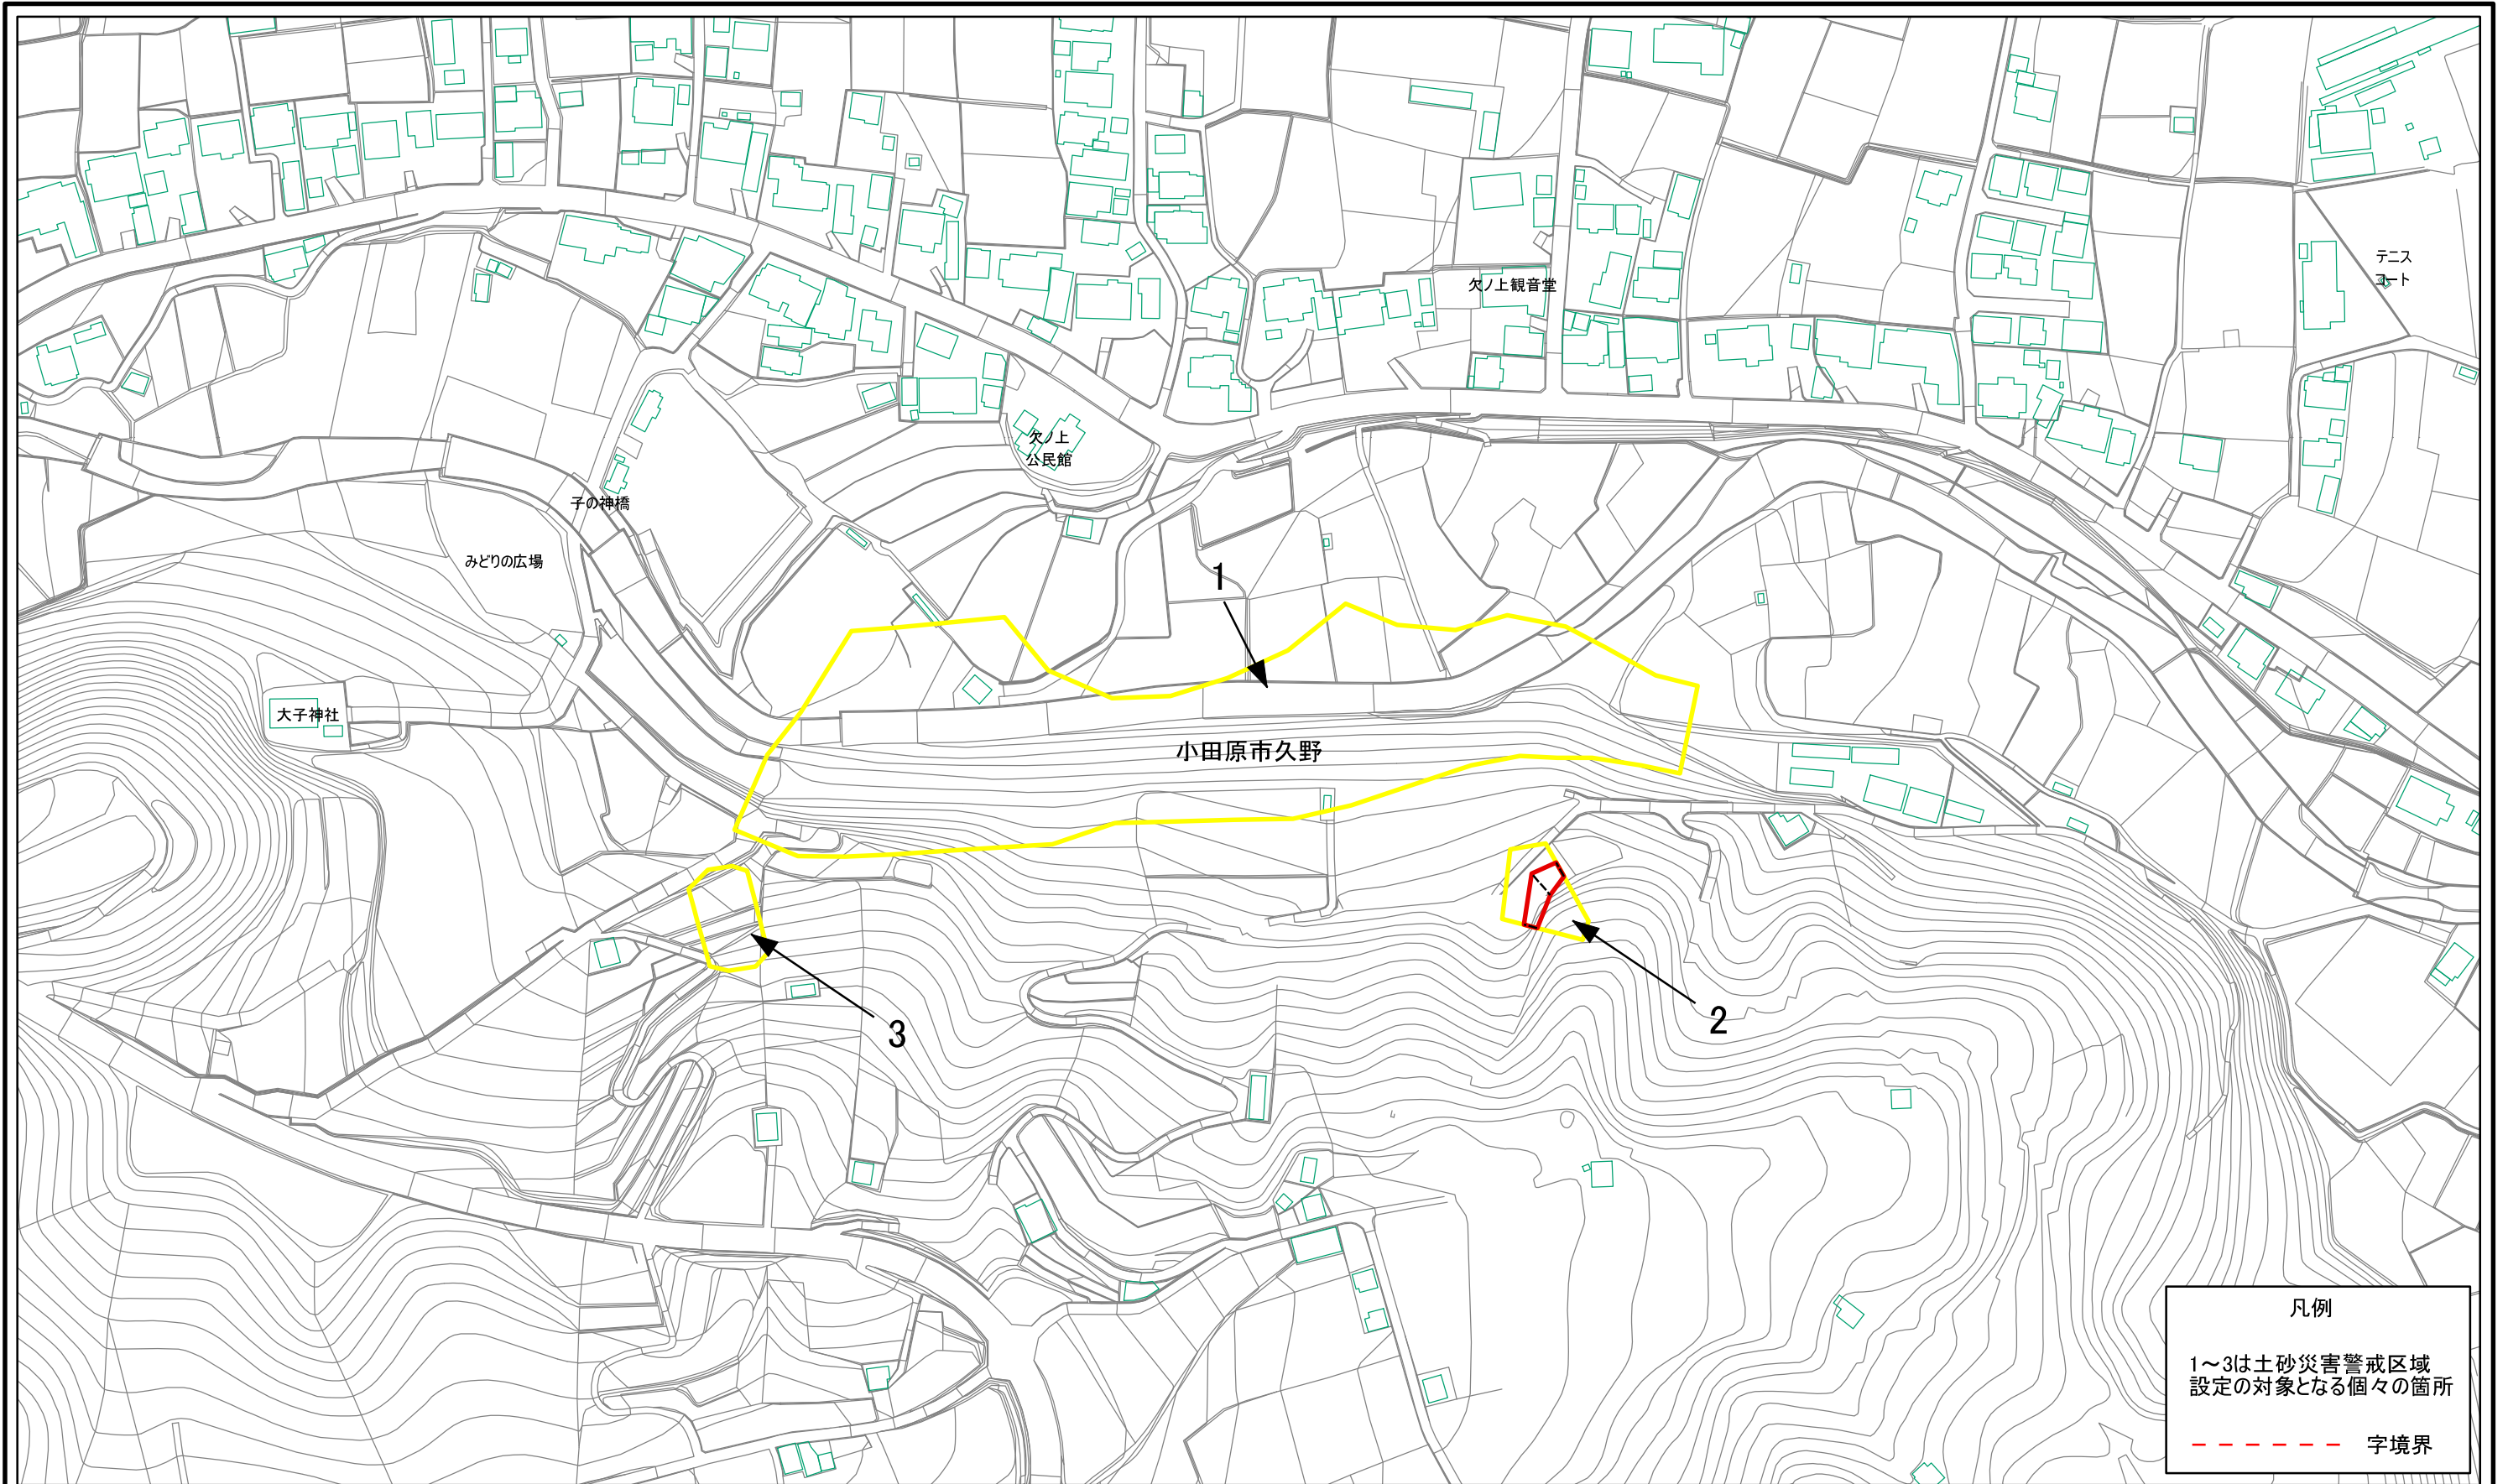 テニス
コート
欠ノ上観音堂
欠ノ上
公民館
子の神橋
みどりの広場
1
大子神社
小田原市久野
2
3
凡例
1～3は土砂災害警戒区域
設定の対象となる個々の箇所
字境界